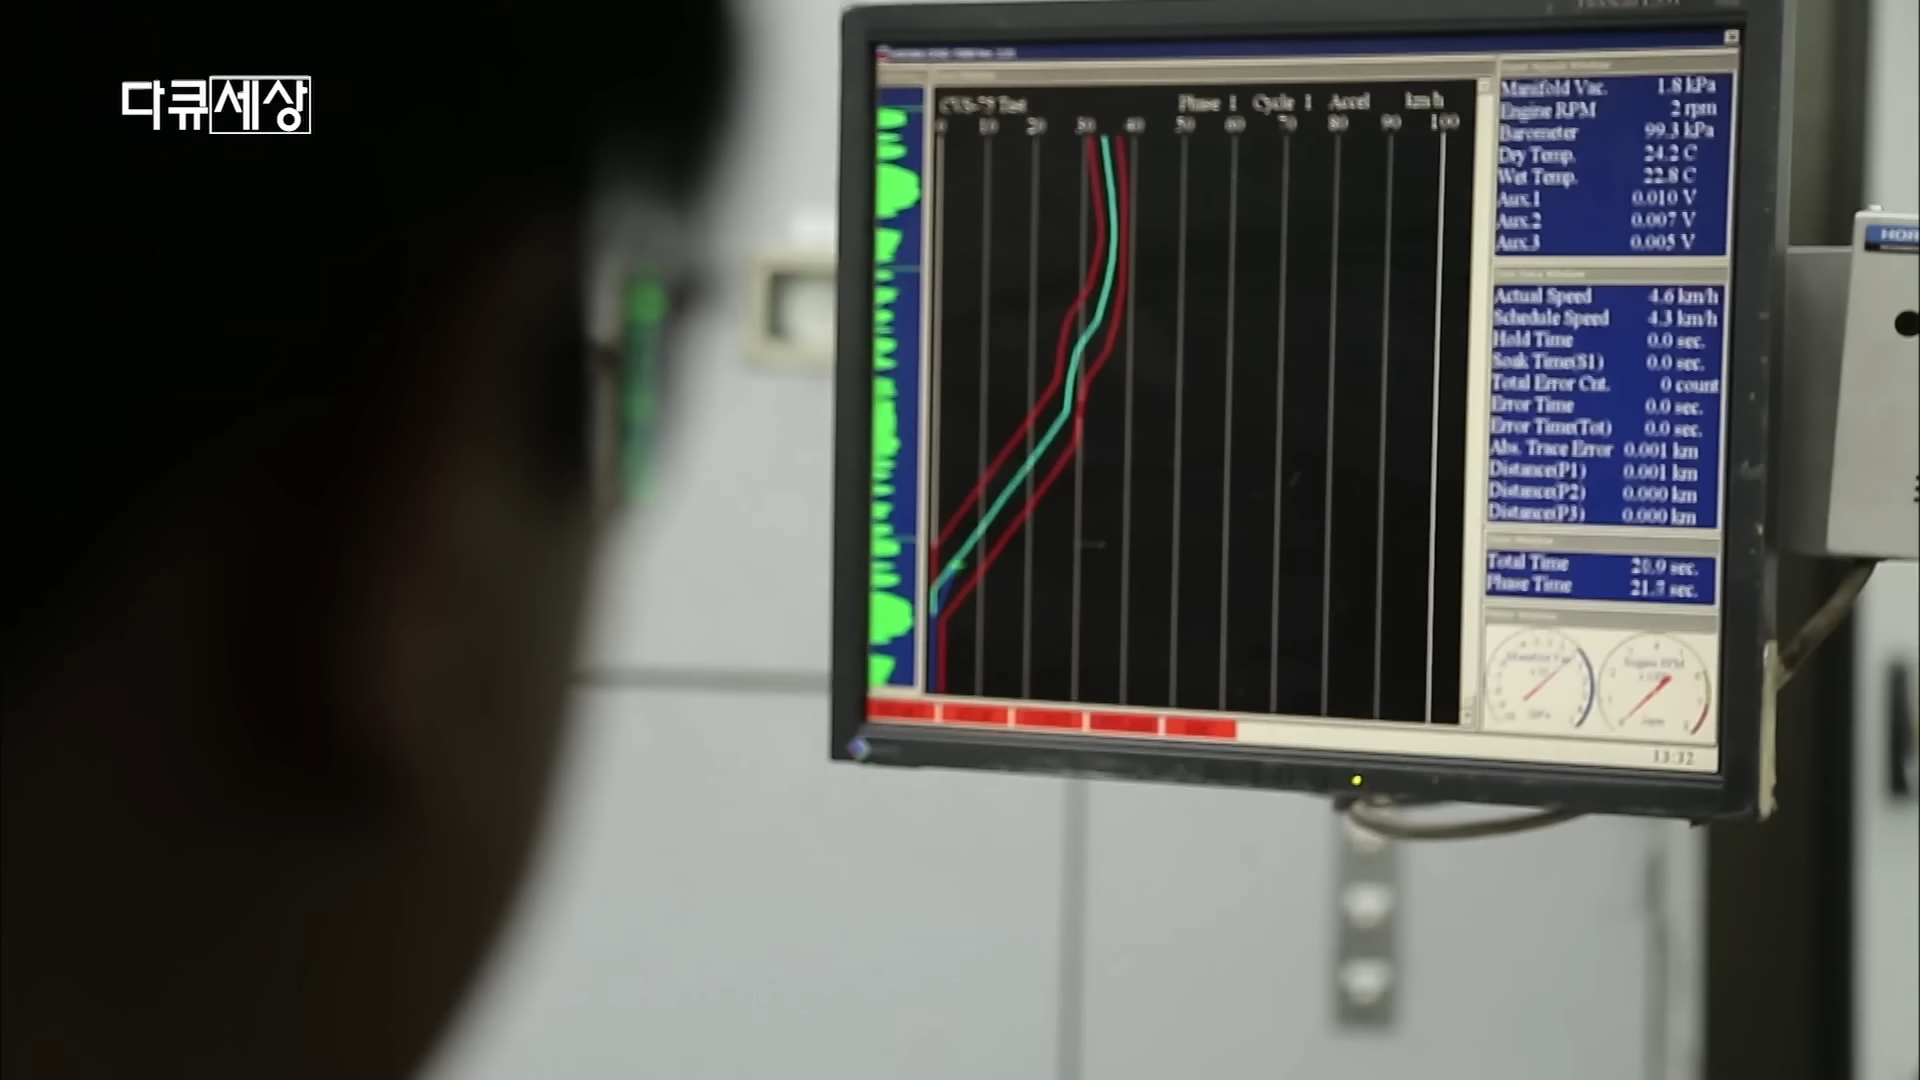 다큐세상
CVS-75 Test Phase 1 Cycle 1 Accel km/h
0 10 20 30 40 50 60 70 80 90 100
Manifold Vac. 1.8 kPa
Engine RPM 2 rpm
Barometer 99.3 kPa
Dry Temp. 24.2 C
Wet Temp. 22.8 C
Aux.1 0.010 V
Aux.2 0.007 V
Aux.3 0.005 V
Actual Speed 4.6 km/h
Schedule Speed 4.3 km/h
Hold Time 0.0 sec.
Soak Time(S1) 0.0 sec.
Total Error Cnt. 0 count
Error Time 0.0 sec.
Error Time(Tot) 0.0 sec.
Abs. Trace Error 0.001 km
Distance(P1) 0.001 km
Distance(P2) 0.000 km
Distance(P3) 0.000 km
Total Time 20.9 sec.
Phase Time 21.7 sec.
Engine RPM
13:32
HOR